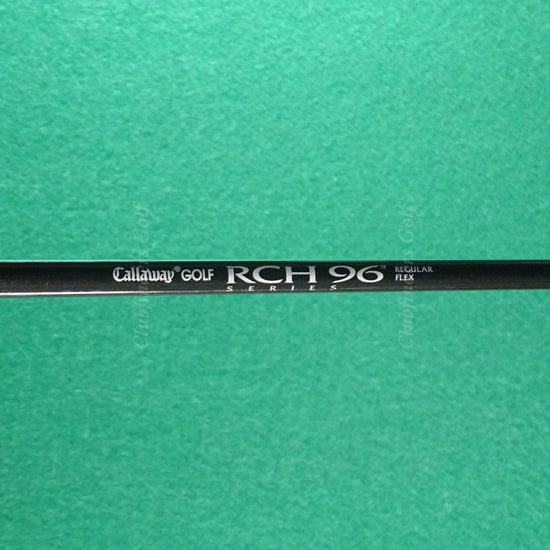 Callaway® GOLF RCH 96™ REGULAR
SERIES FLEX